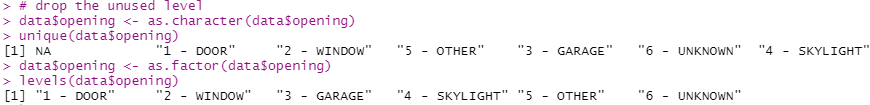 > # drop the unused level
> data$opening <- as.character(data$opening)
> unique(data$opening)
[1] NA             "1 - DOOR"     "2 - WINDOW"   "5 - OTHER"    "3 - GARAGE"   "6 - UNKNOWN"  "4 - SKYLIGHT"
> data$opening <- as.factor(data$opening)
> levels(data$opening)
[1] "1 - DOOR"     "2 - WINDOW"   "3 - GARAGE"   "4 - SKYLIGHT" "5 - OTHER"    "6 - UNKNOWN"